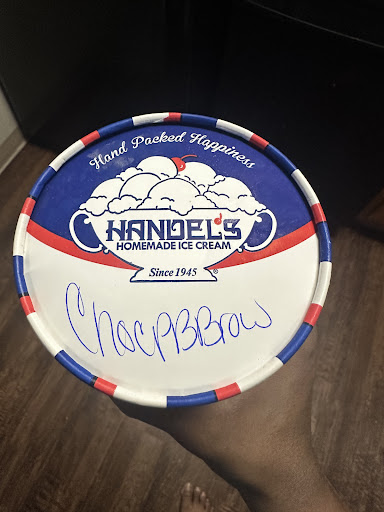 Hand Packed Happiness
HANDEL'S
HOMEMADE ICE CREAM
Since 1945 ®
ChocPBBrow